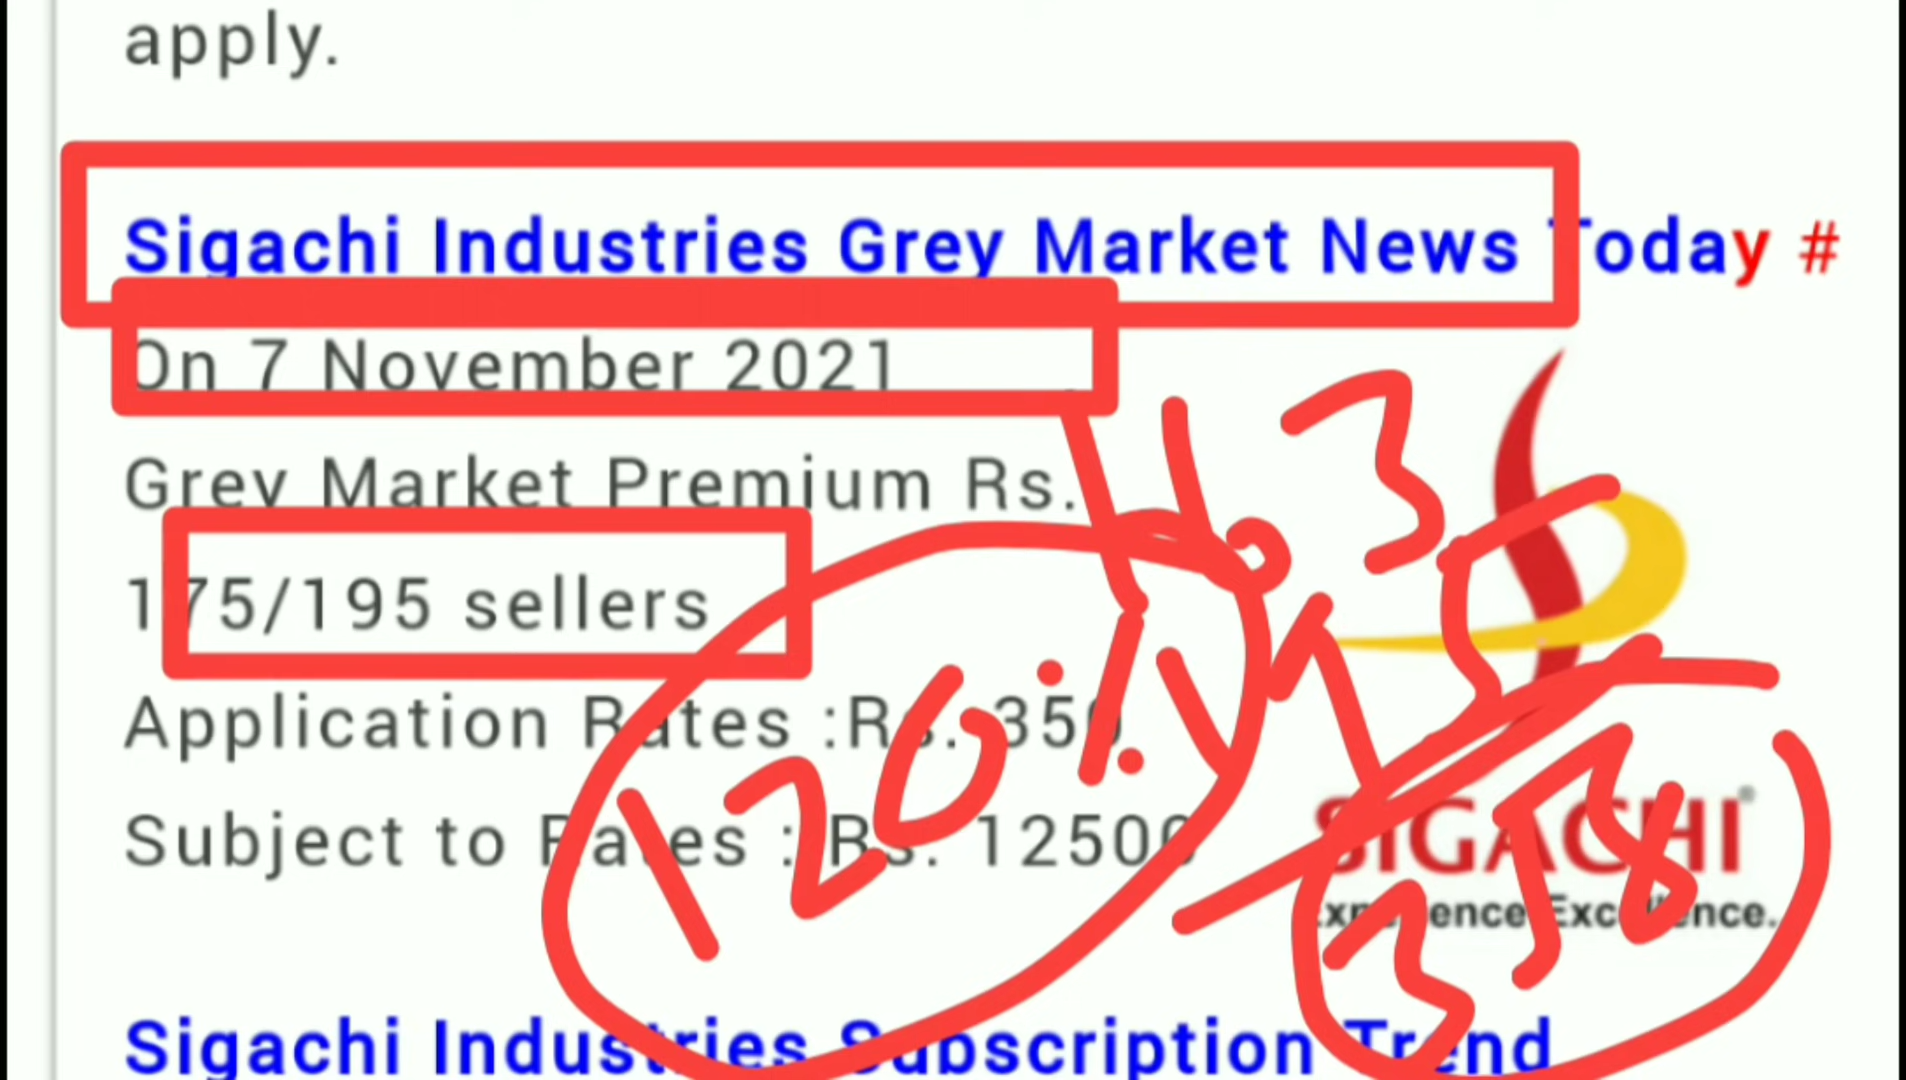 apply.
Sigachi Industries Grey Market News Today #
On 7 November 2021
Grey Market Premium Rs.
175/195 sellers
Application Rates :Rs. 350
Subject to Rates : Rs. 12500
120%
SIGACHI
Experience Excellence.
358
Sigachi Industries Subscription Trend